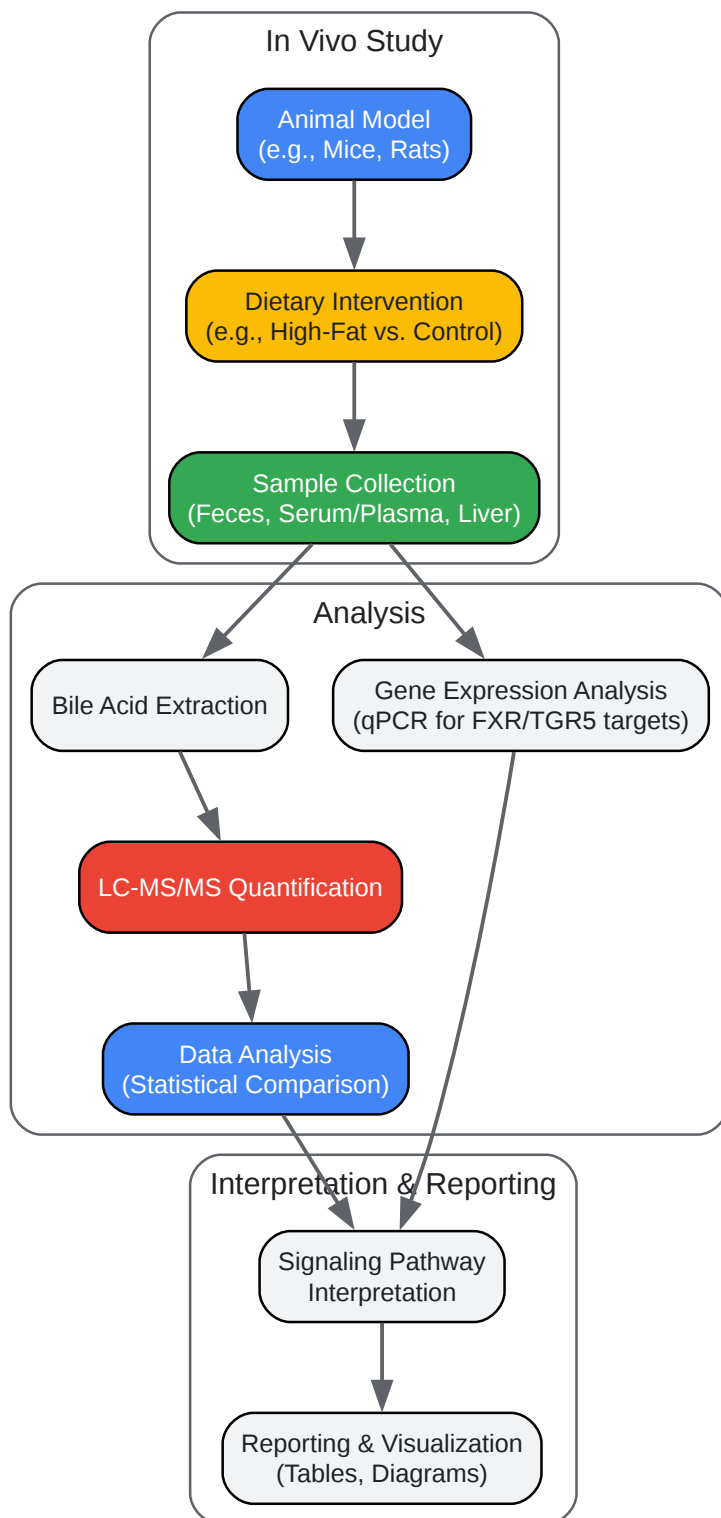 In Vivo Study
Animal Model
(e.g., Mice, Rats)
Dietary Intervention
(e.g., High-Fat vs. Control)
Sample Collection
(Feces, Serum/Plasma, Liver)
Analysis
Bile Acid Extraction
Gene Expression Analysis
(qPCR for FXR/TGR5 targets)
LC-MS/MS Quantification
Data Analysis
(Statistical Comparison)
Interpretation & Reporting
Signaling Pathway
Interpretation
Reporting & Visualization
(Tables, Diagrams)